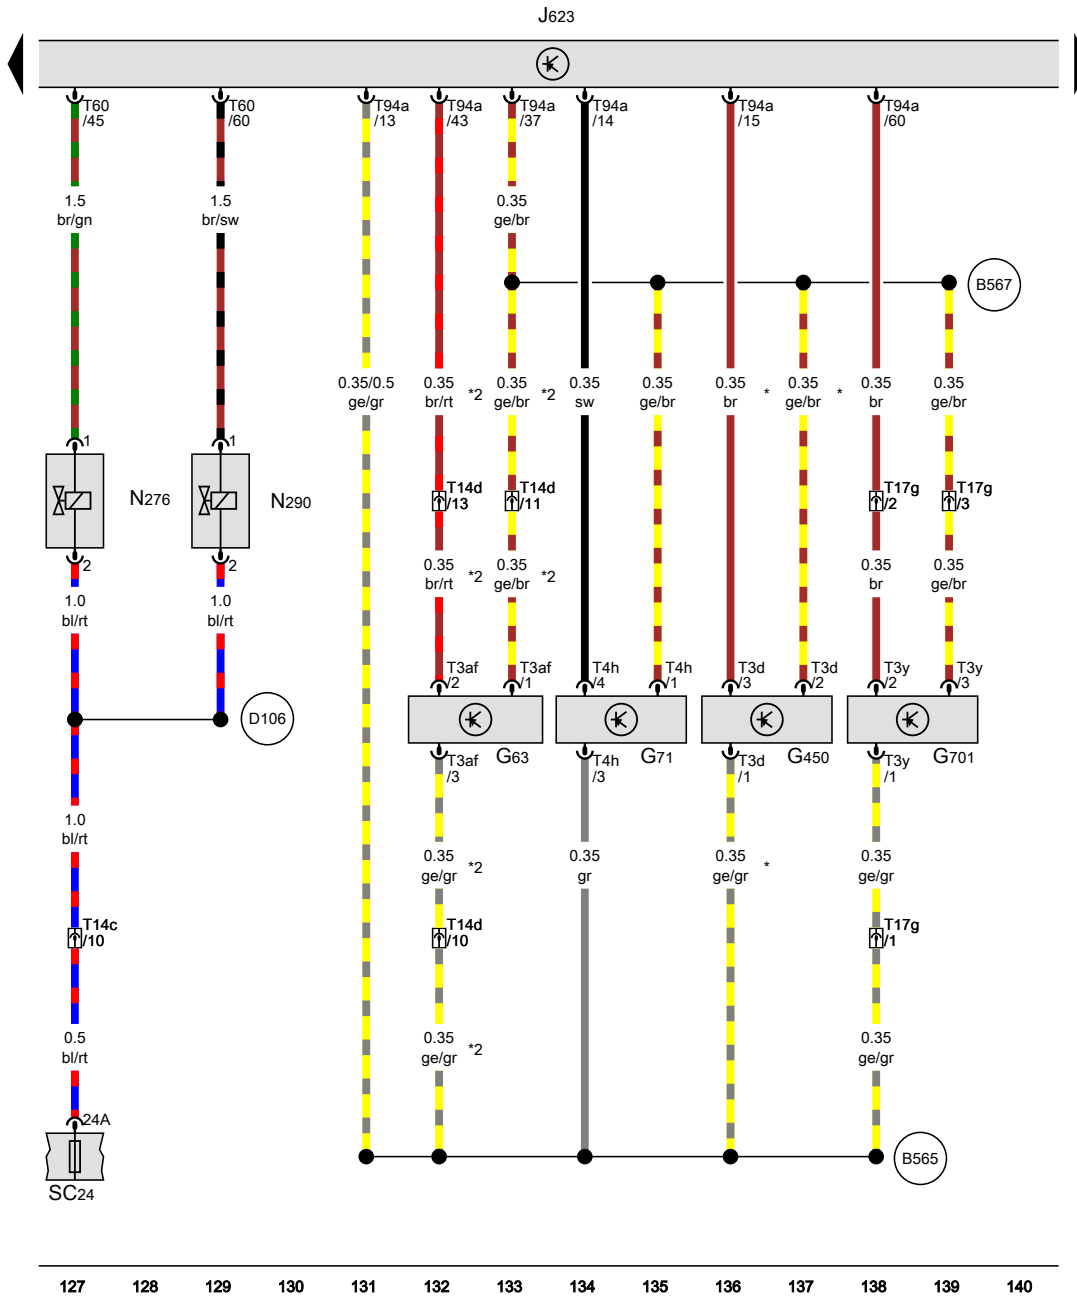 J623
T60 T60 T94a T94a T94a T94a T94a T94a
/45 /60 /13 /43 /37 /14 /15 /60
1.5 1.5 0.35
br/gn br/sw ge/br
B567
0.35/0.5 0.35 *2 0.35 *2 0.35 0.35 0.35 * 0.35 * 0.35 0.35
ge/gr br/rt ge/br sw ge/br br ge/br br ge/br
1 1
N276 N290
T14d T14d T17g T17g
/13 /11 /2 /3
2 2
0.35 *2 0.35 *2 0.35 0.35
br/rt ge/br br ge/br
1.0 1.0
bl/rt bl/rt
T3af T3af T4h T4h T3d T3d T3y T3y
/2 /1 /4 /1 /3 /2 /2 /3
D106
T3af G63 T4h G71 T3d G450 T3y G701
/3 /3 /1 /1
1.0
bl/rt
0.35 *2 0.35 0.35 * 0.35
ge/gr gr ge/gr ge/gr
T14c T14d T17g
/10 /10 /1
0.5 0.35 *2 0.35
bl/rt ge/gr ge/gr
24A
B565
SC24
127 128 129 130 131 132 133 134 135 136 137 138 139 140